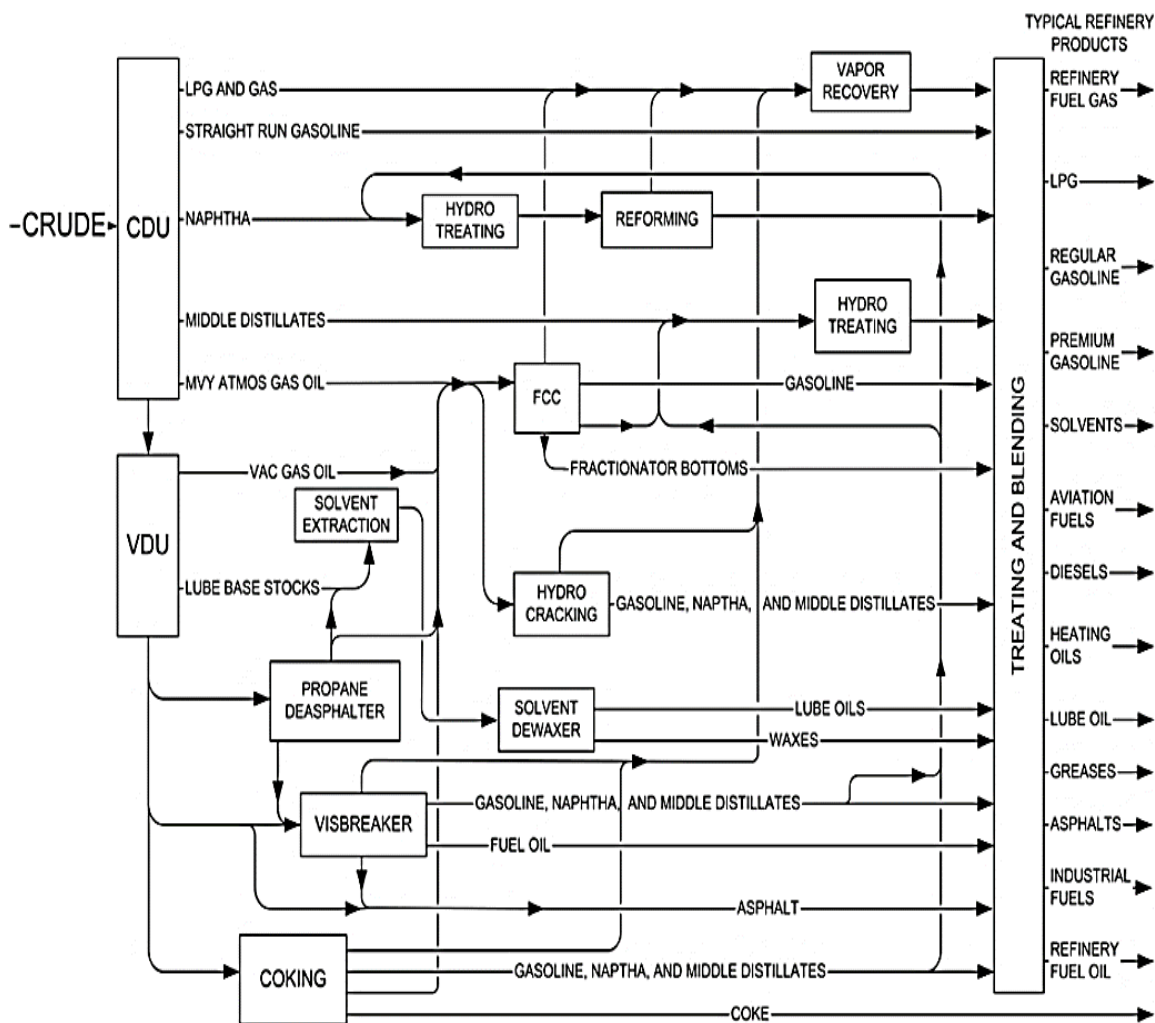 TYPICAL REFINERY
PRODUCTS
-CRUDE
CDU
LPG AND GAS
VAPOR
RECOVERY
REFINERY
FUEL GAS
STRAIGHT RUN GASOLINE
LPG
NAPHTHA
HYDRO
TREATING
REFORMING
REGULAR
GASOLINE
MIDDLE DISTILLATES
HYDRO
TREATING
PREMIUM
GASOLINE
MVY ATMOS GAS OIL
FCC
GASOLINE
SOLVENTS
VDU
VAC GAS OIL
FRACTIONATOR BOTTOMS
SOLVENT
EXTRACTION
AVIATION
FUELS
LUBE BASE STOCKS
HYDRO
CRACKING
GASOLINE, NAPTHA, AND MIDDLE DISTILLATES
TREATING AND BLENDING
DIESELS
HEATING
OILS
PROPANE
DEASPHALTER
SOLVENT
DEWAXER
LUBE OILS
WAXES
LUBE OIL
GREASES
VISBREAKER
GASOLINE, NAPHTHA, AND MIDDLE DISTILLATES
FUEL OIL
ASPHALTS
ASPHALT
INDUSTRIAL
FUELS
COKING
GASOLINE, NAPTHA, AND MIDDLE DISTILLATES
REFINERY
FUEL OIL
COKE